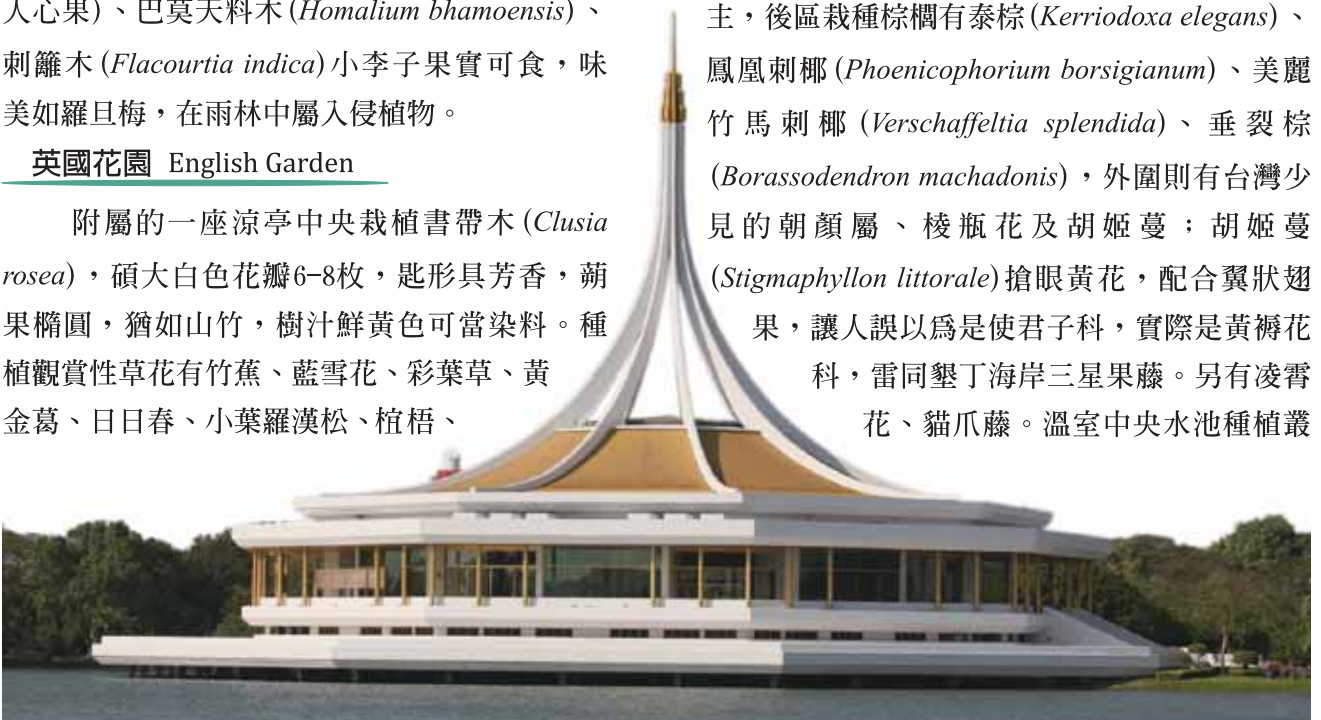 人心果)、巴莫天料木(Homalium bhamoensis)、
刺籬木(Flacourtia indica)小李子果實可食，味
美如羅旦梅，在雨林中屬入侵植物。
英國花園 English Garden
附屬的一座涼亭中央栽植書帶木(Clusia
rosea)，碩大白色花瓣6-8枚，匙形具芳香，蒴
果橢圓，猶如山竹，樹汁鮮黃色可當染料。種
植觀賞性草花有竹蕉、藍雪花、彩葉草、黃
金葛、日日春、小葉羅漢松、椬梧、
主，後區栽種棕櫚有泰棕(Kerriodoxa elegans)、
鳳凰刺椰(Phoenicophorium borsigianum)、美麗
竹馬刺椰(Verschaffeltia splendida)、垂裂棕
(Borassodendron machadonis)，外圍則有台灣少
見的朝顏屬、棱瓶花及胡姬蔓；胡姬蔓
(Stigmaphyllon littorale)搶眼黃花，配合翼狀翅
果，讓人誤以為是使君子科，實際是黃褥花
科，雷同墾丁海岸三星果藤。另有凌霄
花、貓爪藤。溫室中央水池種植叢